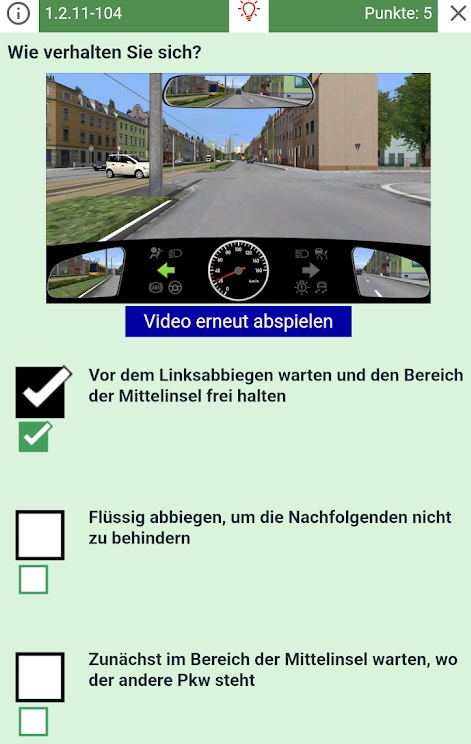 1.2.11-104
Punkte: 5
Wie verhalten Sie sich?
Video erneut abspielen
Vor dem Linksabbiegen warten und den Bereich
der Mittelinsel frei halten
Flüssig abbiegen, um die Nachfolgenden nicht
zu behindern
Zunächst im Bereich der Mittelinsel warten, wo
der andere Pkw steht